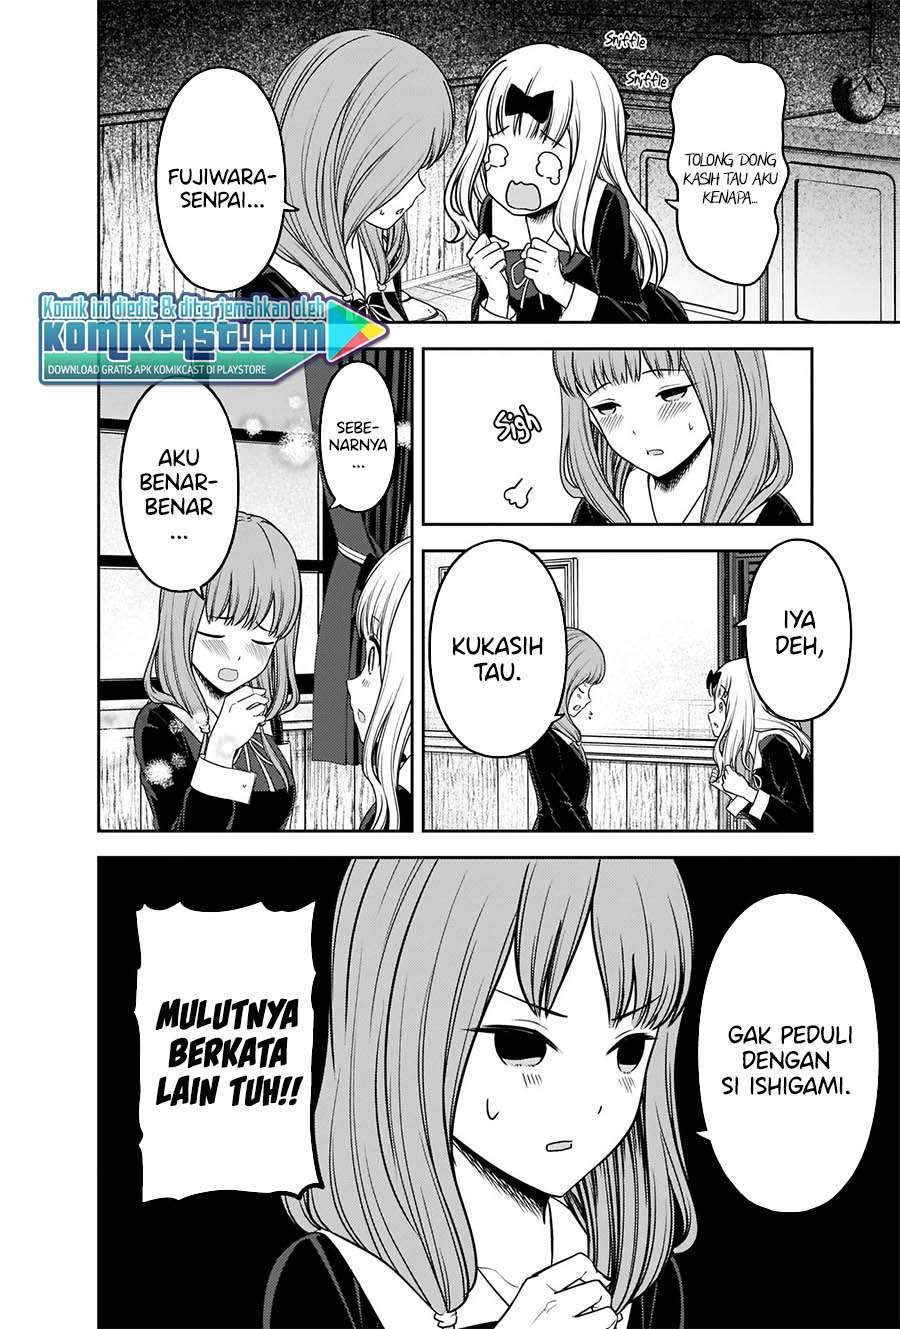 Sniffle
Sniffle
TOLONG DONG
KASIH TAU AKU
KENAPA...
FUJIWARA-
SENPAI...
Komik ini diedit & diterjemahkan oleh
KOMIKCAST.COM
DOWNLOAD GRATIS APK KOMIKCAST DI PLAYSTORE
Sigh
IYA
DEH,
KUKASIH
TAU.
SEBE-
NARNYA
...
AKU
BENAR-
BENAR
...
GAK PEDULI
DENGAN
SI ISHIGAMI.
MULUTNYA
BERKATA
LAIN TUH!!